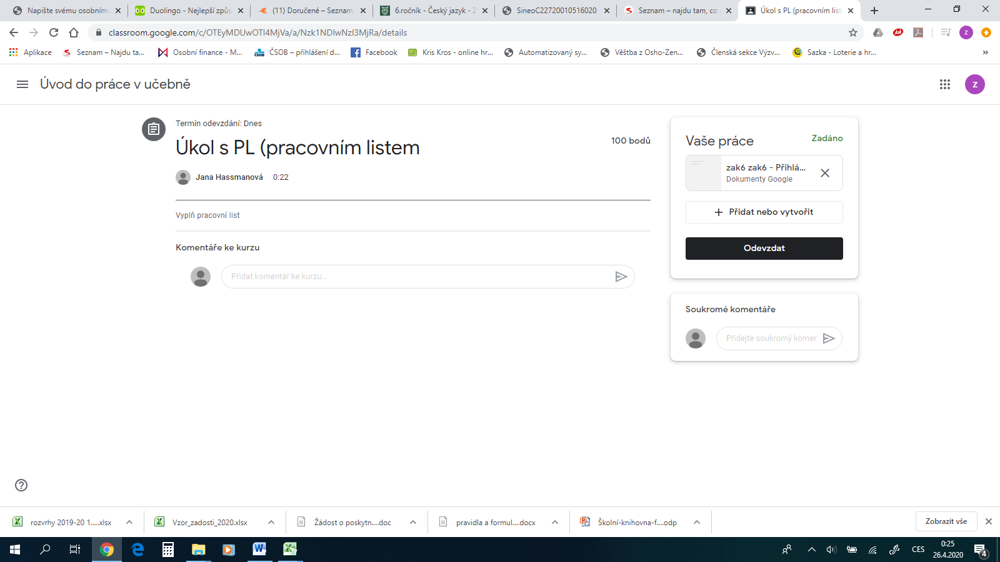 Napište svému osobnímu
Duolingo - Nejlepší způs
(11) Doručené – Seznam
6.ročník - Český jazyk - Z
SineoC22720010516020
Seznam – najdu tam, co
Úkol s PL (pracovním list
classroom.google.com/c/OTEyMDUwOTI4MjVa/a/Nzk1NDIwNzI3MjRa/details
Aplikace
Seznam – Najdu ta...
Osobní finance - M...
ČSOB – přihlášení d...
Facebook
Kris Kros - online hr...
Automatizovaný sy...
Věštba z Osho-Zen...
Členská sekce Výzv...
Sazka - Loterie a hr...
»
Úvod do práce v učebně
z
Termín odevzdání: Dnes
Úkol s PL (pracovním listem
100 bodů
Jana Hassmanová 0:22
Vyplň pracovní list
Komentáře ke kurzu
Přidat komentář ke kurzu...
Vaše práce
Zadáno
zak6 zak6 - Přihlá...
Dokumenty Google
Přidat nebo vytvořit
Odevzdat
Soukromé komentáře
Přidejte soukromý komer
rozvrhy 2019-20 1.....xlsx
Vzor_zadosti_2020.xlsx
Žádost o poskytn....doc
pravidla a formul....docx
Školní-knihovna-f....odp
Zobrazit vše
CES
0:25
26.4.2020
4